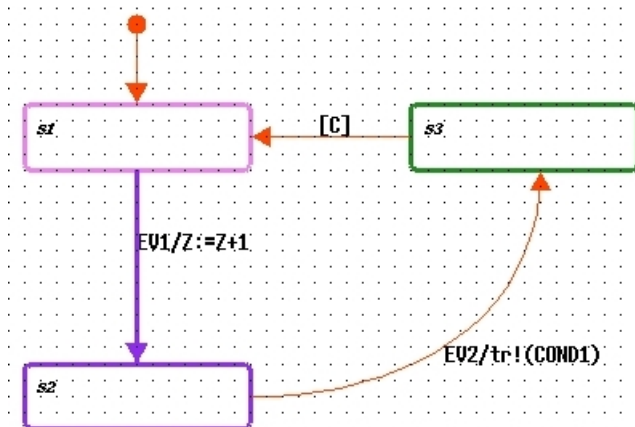 s1
[C]
s3
EV1/Z:=Z+1
EV2/tr!(COND1)
s2